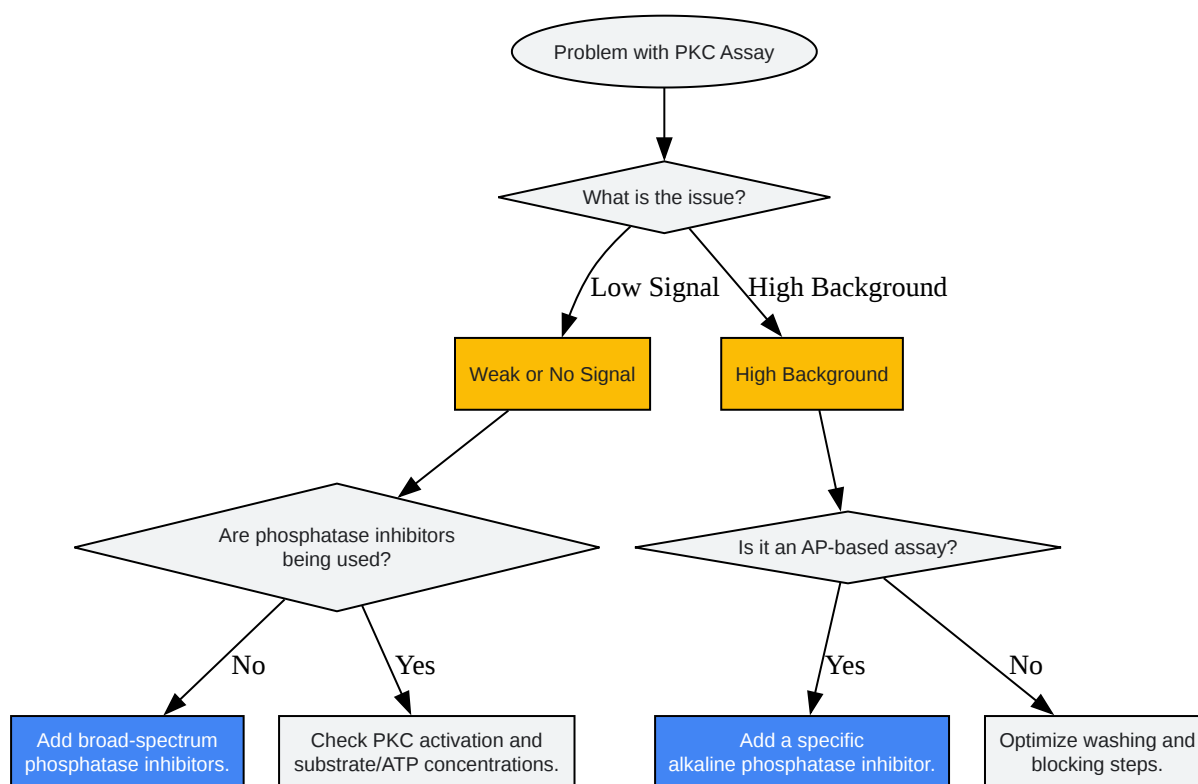 Problem with PKC Assay
What is the issue?
Low Signal
High Background
Weak or No Signal
High Background
Are phosphatase inhibitors
being used?
Is it an AP-based assay?
No
Yes
Yes
No
Add broad-spectrum
phosphatase inhibitors.
Check PKC activation and
substrate/ATP concentrations.
Add a specific
alkaline phosphatase inhibitor.
Optimize washing and
blocking steps.